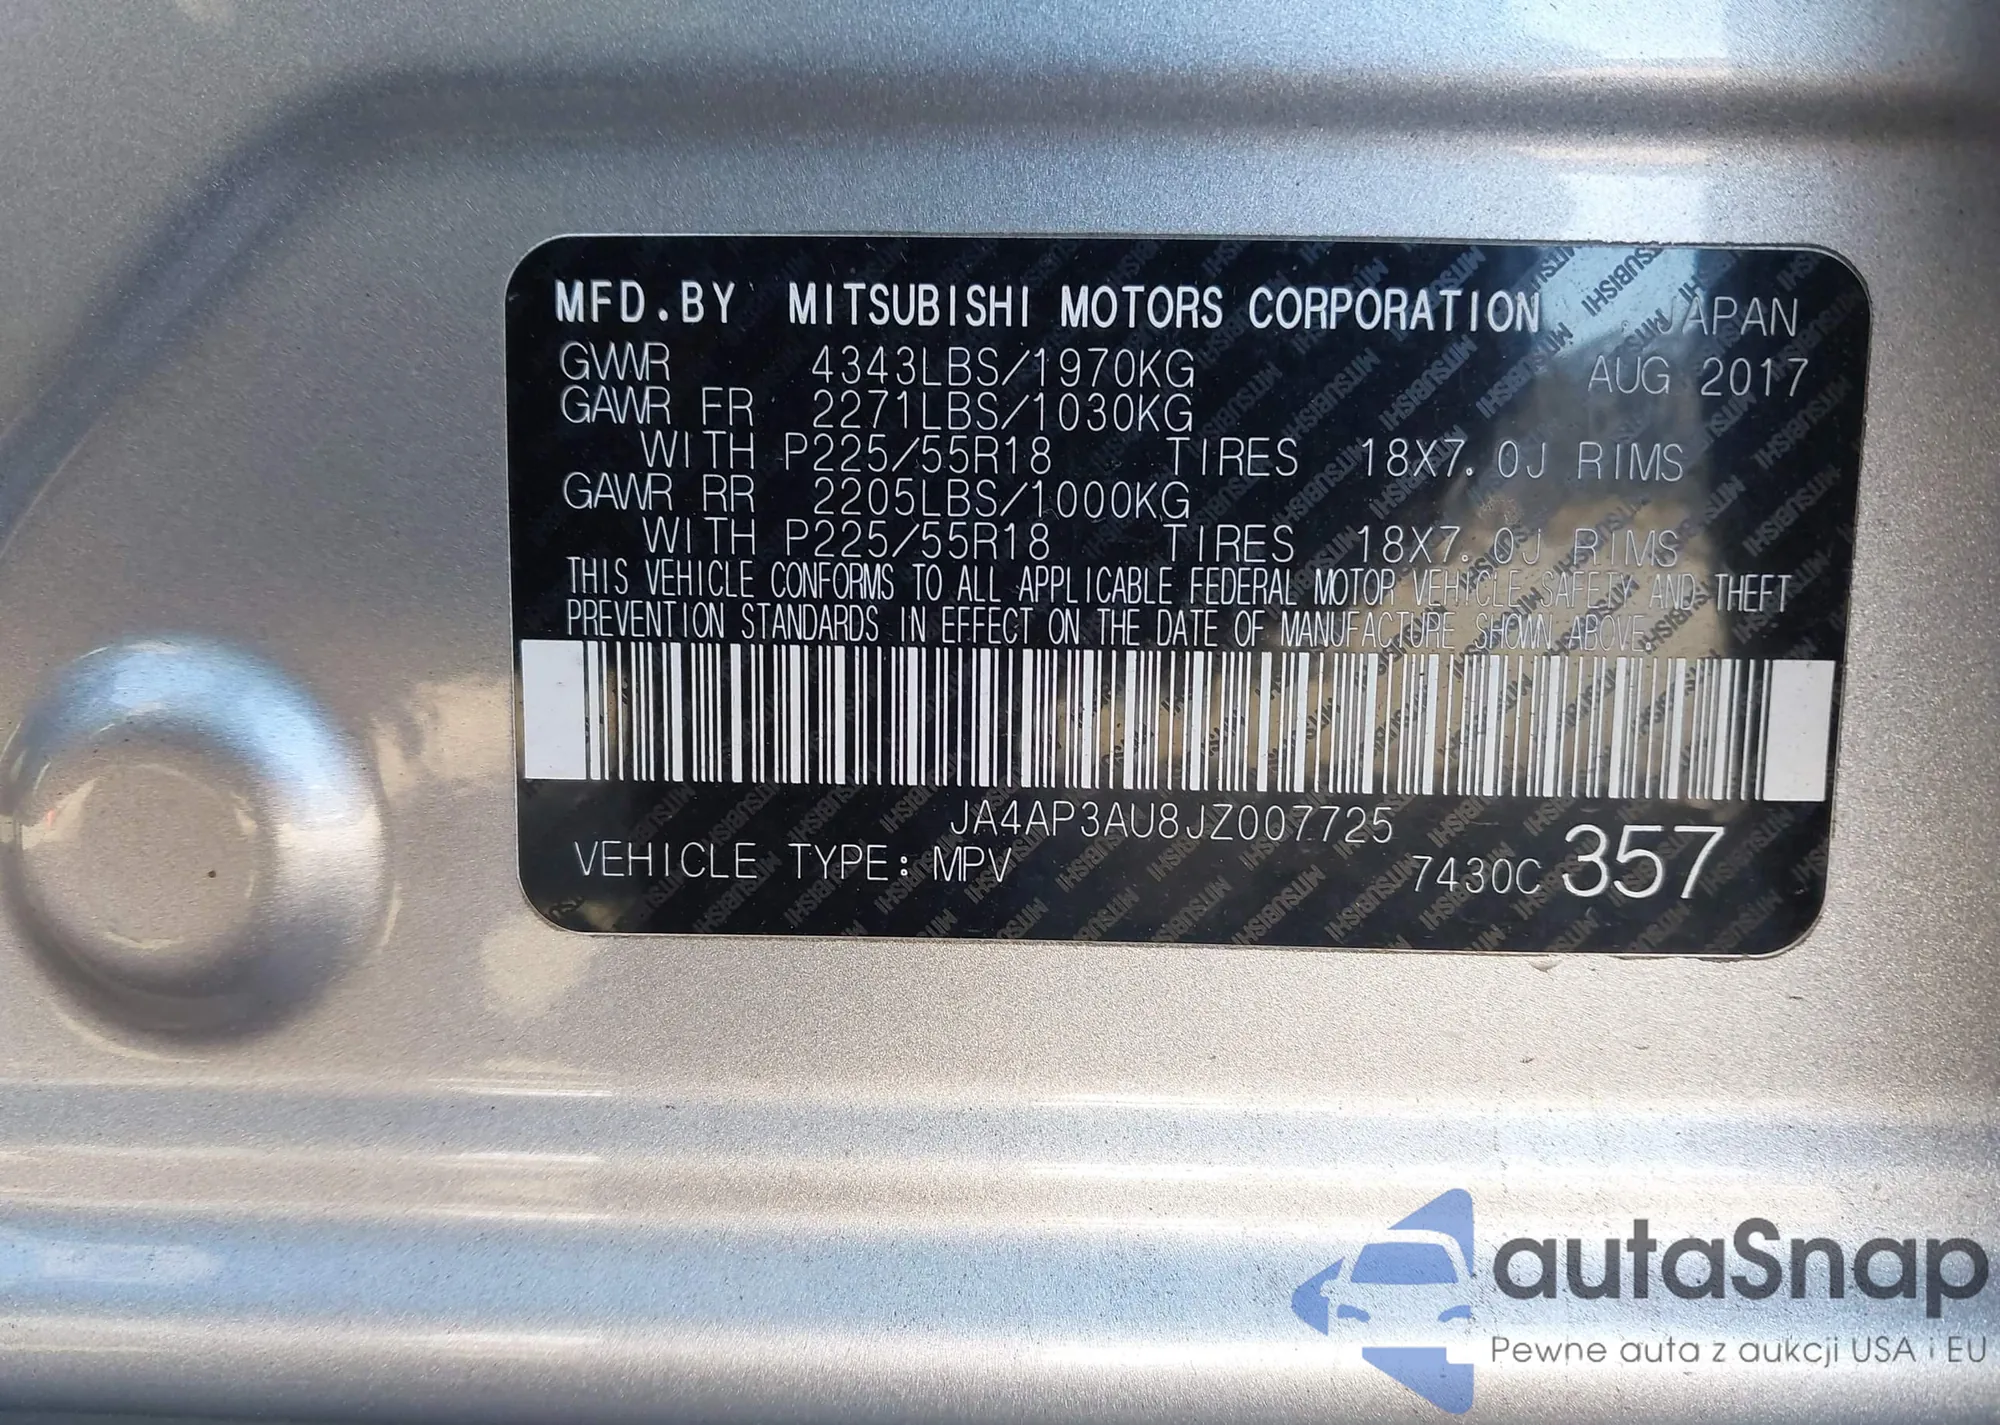 MFD.BY MITSUBISHI MOTORS CORPORATION JAPAN
GVWR 4343LBS/1970KG AUG 2017
GAWR FR 2271LBS/1030KG
WITH P225/55R18 TIRES 18X7.0J RIMS
GAWR RR 2205LBS/1000KG
WITH P225/55R18 TIRES 18X7.0J RIMS
THIS VEHICLE CONFORMS TO ALL APPLICABLE FEDERAL MOTOR VEHICLE SAFETY AND THEFT
PREVENTION STANDARDS IN EFFECT ON THE DATE OF MANUFACTURE SHOWN ABOVE.
JA4AP3AU8JZ007725
VEHICLE TYPE: MPV 7430C 357
autaSnap
Pewne auta z aukcji USA i EU